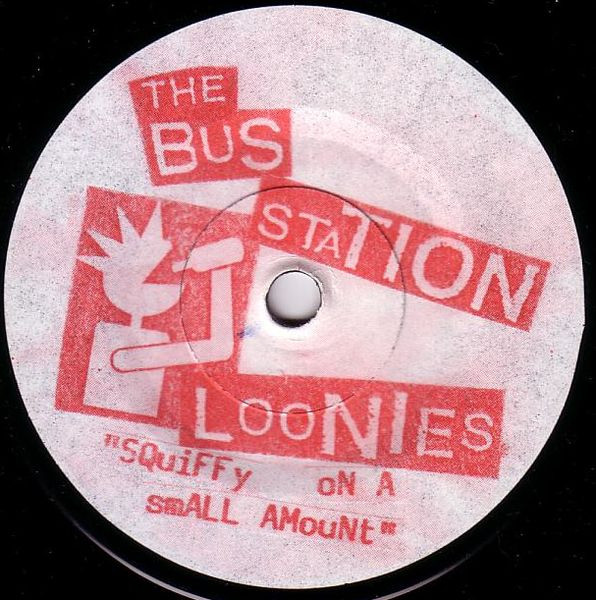 THE
BuS
STaTION
LOONIES
"SQuiFFy oN A
smALL AMouNt"